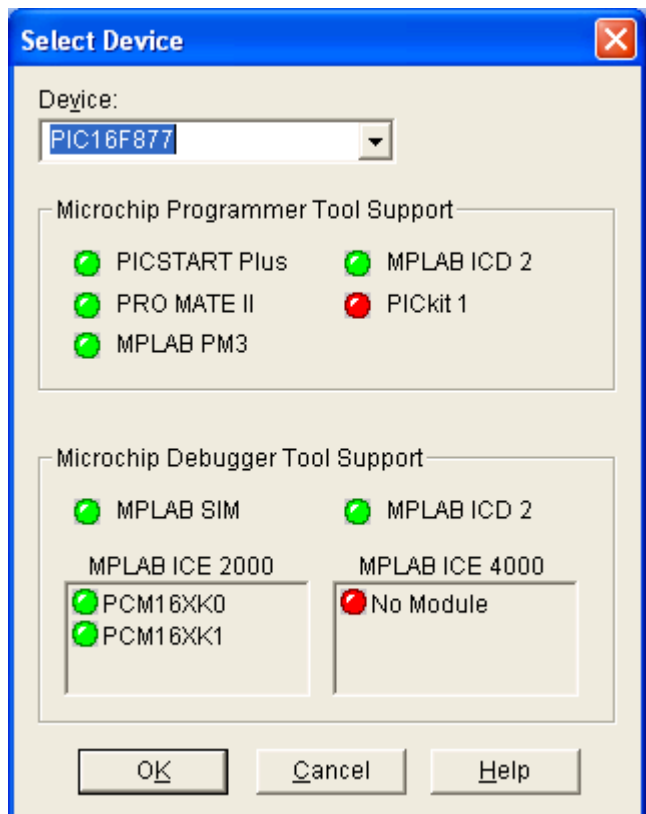 Select Device
Device:
PIC16F877
Microchip Programmer Tool Support
PICSTART Plus
MPLAB ICD 2
PRO MATE II
PICkit 1
MPLAB PM3
Microchip Debugger Tool Support
MPLAB SIM
MPLAB ICD 2
MPLAB ICE 2000
MPLAB ICE 4000
PCM16XK0
No Module
PCM16XK1
OK
Cancel
Help